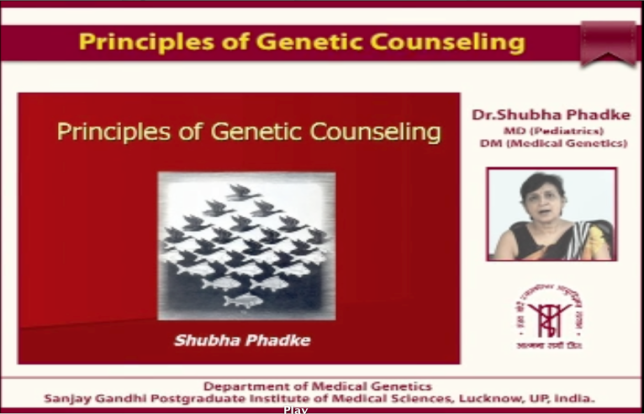 Principles of Genetic Counseling
Dr.Shubha Phadke
MD (Pediatrics)
DM (Medical Genetics)
Principles of Genetic Counseling
Shubha Phadke
Department of Medical Genetics
Sanjay Gandhi Postgraduate Institute of Medical Sciences, Lucknow, UP, India.
Play